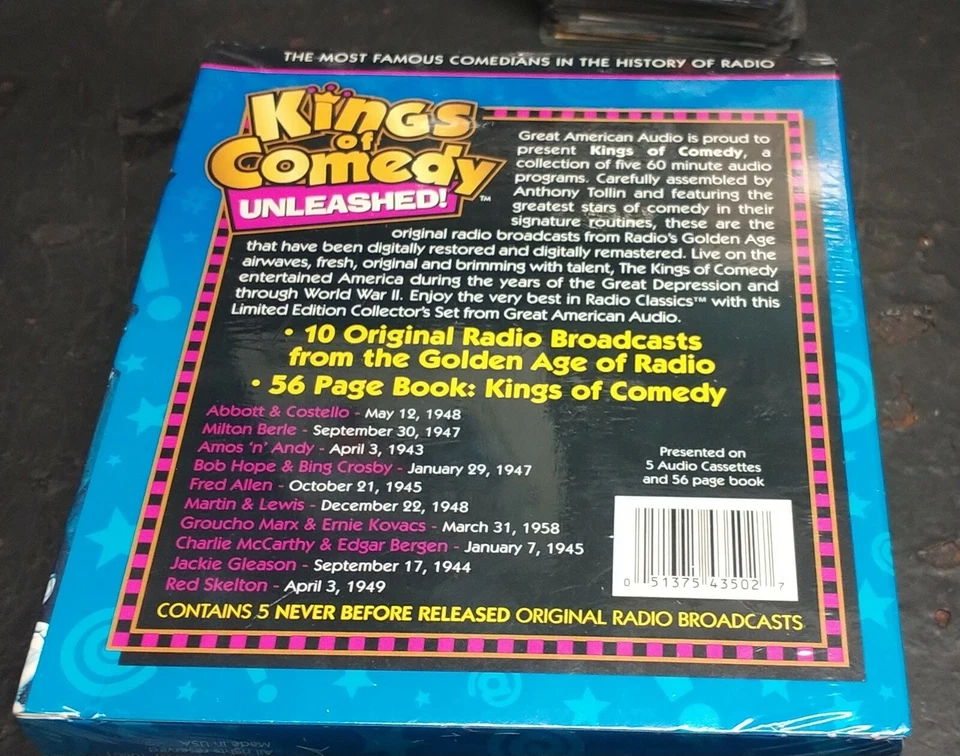 THE MOST FAMOUS COMEDIANS IN THE HISTORY OF RADIO
Kings
of
Comedy
UNLEASHED!™
Great American Audio is proud to
present Kings of Comedy, a
collection of five 60 minute audio
programs. Carefully assembled by
Anthony Tollin and featuring the
greatest stars of comedy in their
signature routines, these are the
original radio broadcasts from Radio's Golden Age
that have been digitally restored and digitally remastered. Live on the
airwaves, fresh, original and brimming with talent, The Kings of Comedy
entertained America during the years of the Great Depression and
through World War II. Enjoy the very best in Radio Classics™ with this
Limited Edition Collector's Set from Great American Audio.
• 10 Original Radio Broadcasts
from the Golden Age of Radio
• 56 Page Book: Kings of Comedy
Abbott & Costello - May 12, 1948
Milton Berle - September 30, 1947
Amos 'n' Andy - April 3, 1943
Bob Hope & Bing Crosby - January 29, 1947
Fred Allen - October 21, 1945
Martin & Lewis - December 22, 1948
Groucho Marx & Ernie Kovacs - March 31, 1958
Charlie McCarthy & Edgar Bergen - January 7, 1945
Jackie Gleason - September 17, 1944
Red Skelton - April 3, 1949
Presented on
5 Audio Cassettes
and 56 page book
0 51375 43502 7
CONTAINS 5 NEVER BEFORE RELEASED ORIGINAL RADIO BROADCASTS
All rights reserved
Made in USA